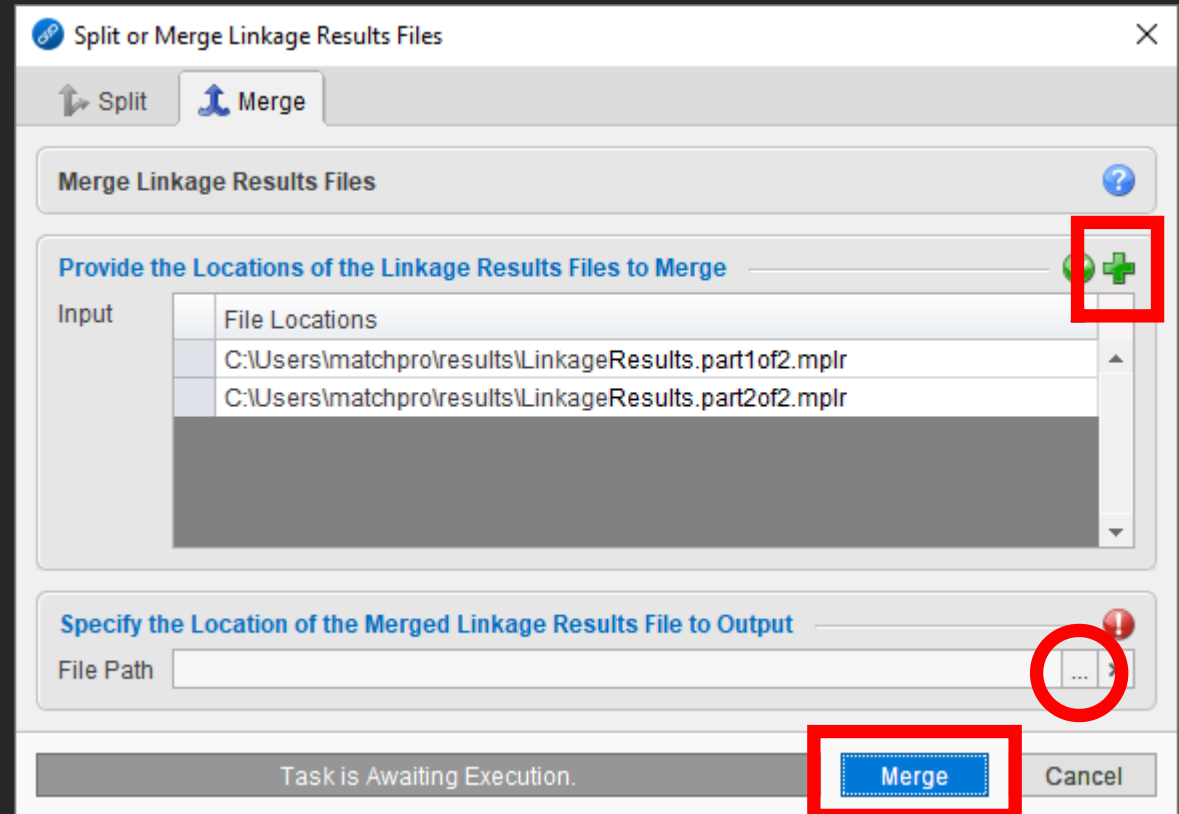 Split or Merge Linkage Results Files
Split
Merge
Merge Linkage Results Files
?
Provide the Locations of the Linkage Results Files to Merge
Input
File Locations
C:\Users\matchpro\results\LinkageResults.part1of2.mplr
C:\Users\matchpro\results\LinkageResults.part2of2.mplr
Specify the Location of the Merged Linkage Results File to Output
!
File Path
...
Task is Awaiting Execution.
Merge
Cancel